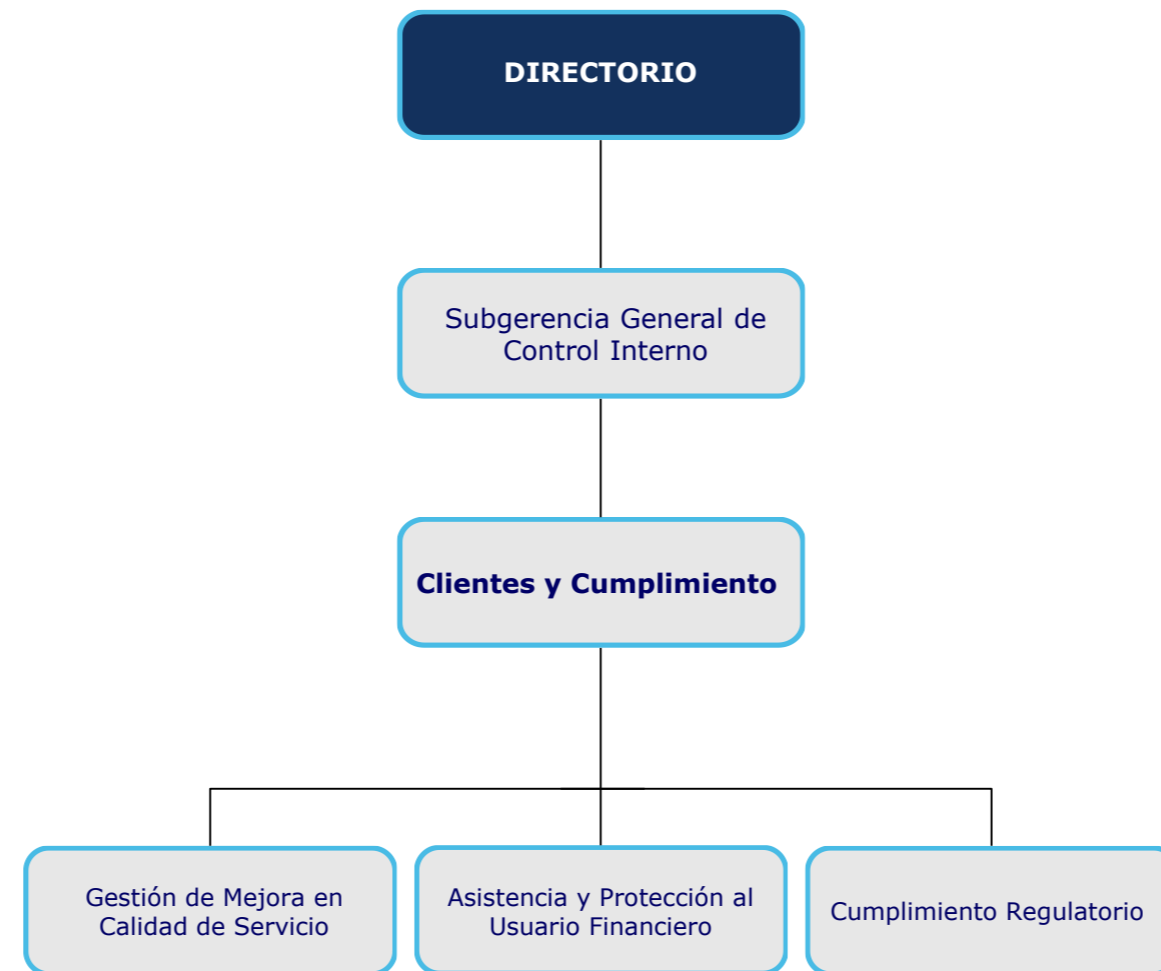 DIRECTORIO
Subgerencia General de
Control Interno
Clientes y Cumplimiento
Gestión de Mejora en
Calidad de Servicio
Asistencia y Protección al
Usuario Financiero
Cumplimiento Regulatorio